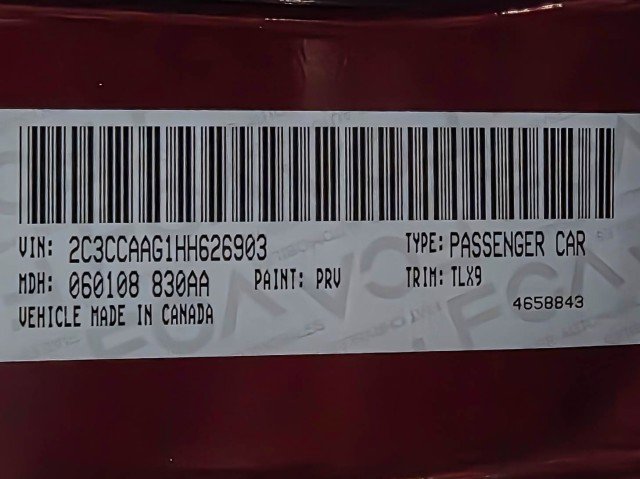 VIN: 2C3CCAAG1HH626903 TYPE: PASSENGER CAR
MDH: 060108 830AA PAINT: PRV TRIM: TLX9
VEHICLE MADE IN CANADA 4658843